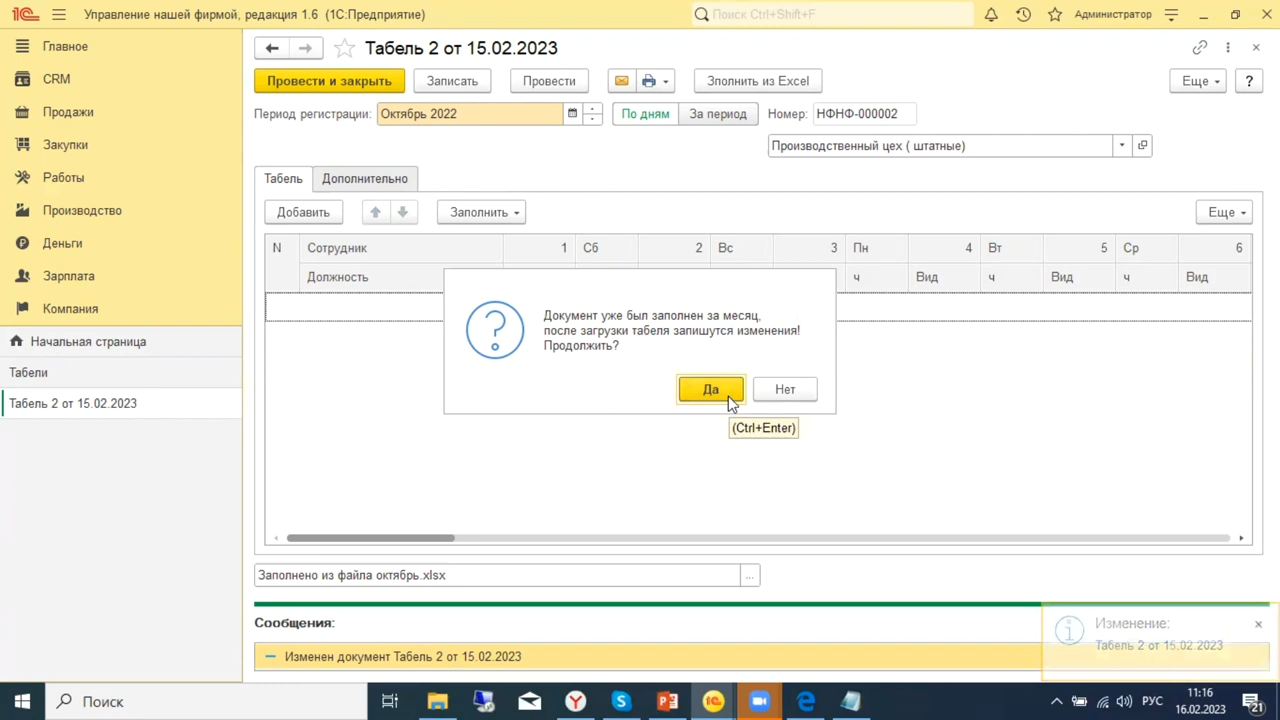 Управление нашей фирмой, редакция 1.6 (1С:Предприятие)
Поиск Ctrl+Shift+F
Администратор
Главное
CRM
Продажи
Закупки
Работы
Производство
Деньги
Зарплата
Компания
Начальная страница
Табели
Табель 2 от 15.02.2023
Табель 2 от 15.02.2023
Провести и закрыть
Записать
Провести
Зполнить из Excel
Еще
?
Период регистрации:
Октябрь 2022
По дням
За период
Номер:
НФНФ-000002
Производственный цех ( штатные)
Табель
Дополнительно
Добавить
Заполнить
Еще
N
Сотрудник
1
Сб
2
Вс
3
Пн
4
Вт
5
Ср
6
Должность
ч
Вид
ч
Вид
ч
Вид
Документ уже был заполнен за месяц,
после загрузки табеля запишутся изменения!
Продолжить?
Да
Нет
(Ctrl+Enter)
Заполнено из файла октябрь.xlsx
...
Сообщения:
Изменен документ Табель 2 от 15.02.2023
Изменение:
Табель 2 от 15.02.2023
Поиск
РУС
11:16
16.02.2023
21